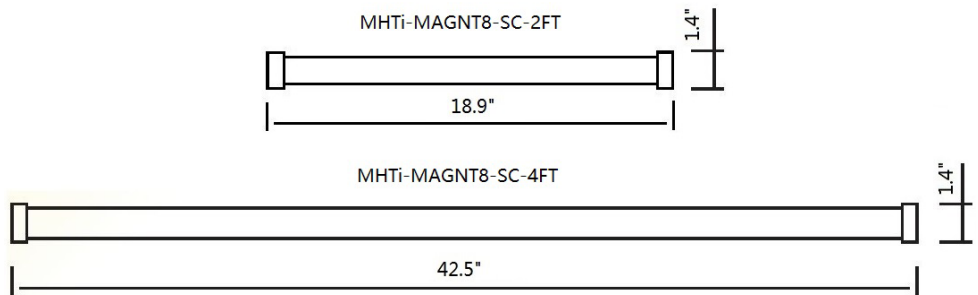 MHTi-MAGNT8-SC-2FT
1.4"
18.9"
MHTi-MAGNT8-SC-4FT
1.4"
42.5"